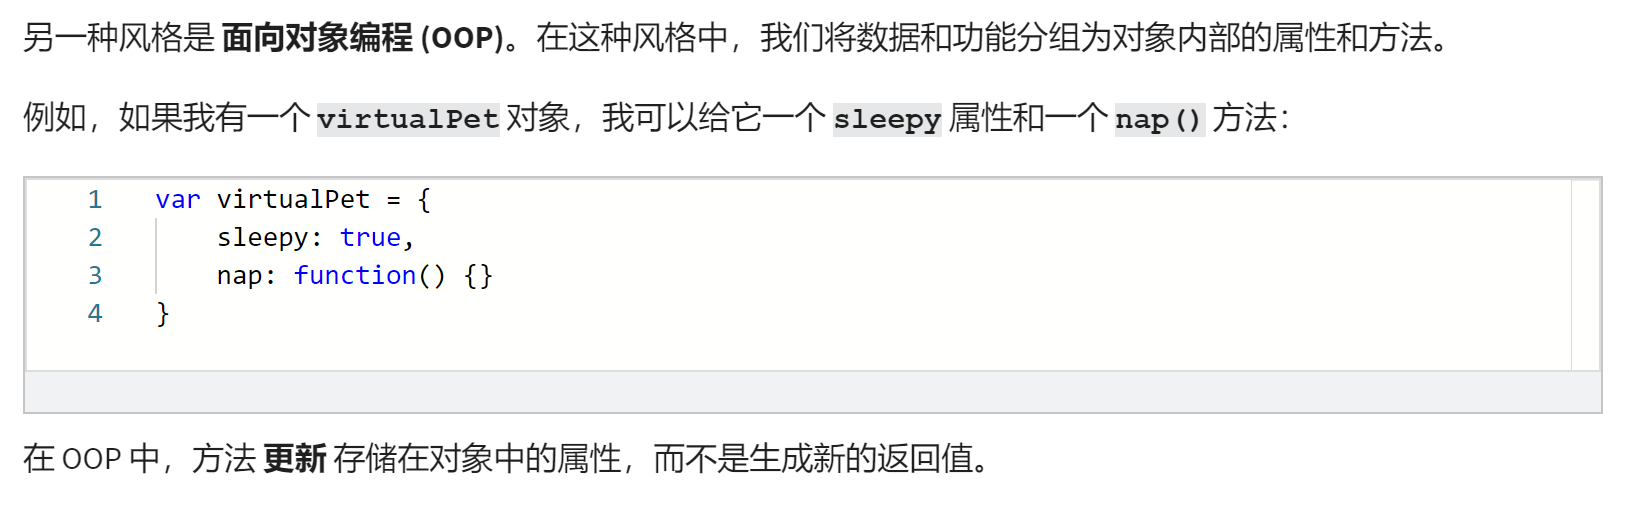 另一种风格是 面向对象编程 (OOP)。在这种风格中，我们将数据和功能分组为对象内部的属性和方法。
例如，如果我有一个 virtualPet 对象，我可以给它一个 sleepy 属性和一个 nap() 方法：
1 var virtualPet = {
2 sleepy: true,
3 nap: function() {}
4 }
在 OOP 中，方法 更新 存储在对象中的属性，而不是生成新的返回值。